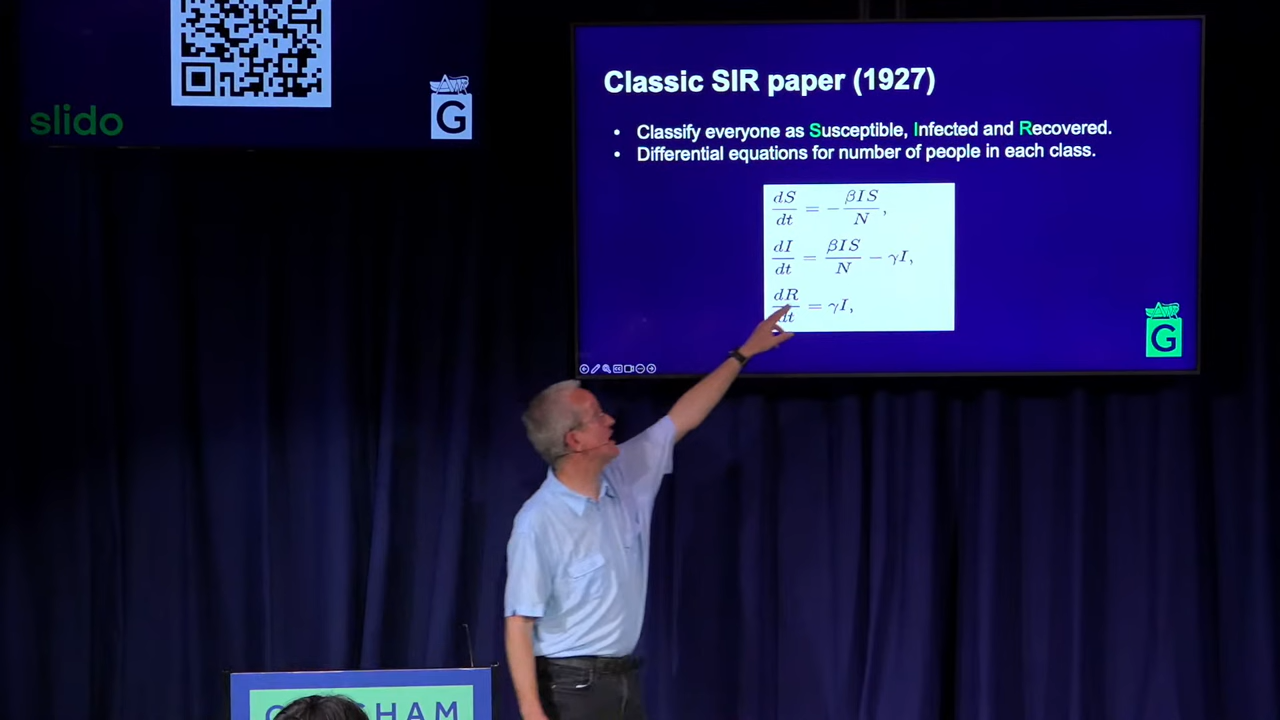 slido
G
Classic SIR paper (1927)
• Classify everyone as Susceptible, Infected and Recovered.
• Differential equations for number of people in each class.
dS/dt = − βIS/N,
dI/dt = βIS/N − γI,
dR/dt = γI,
G